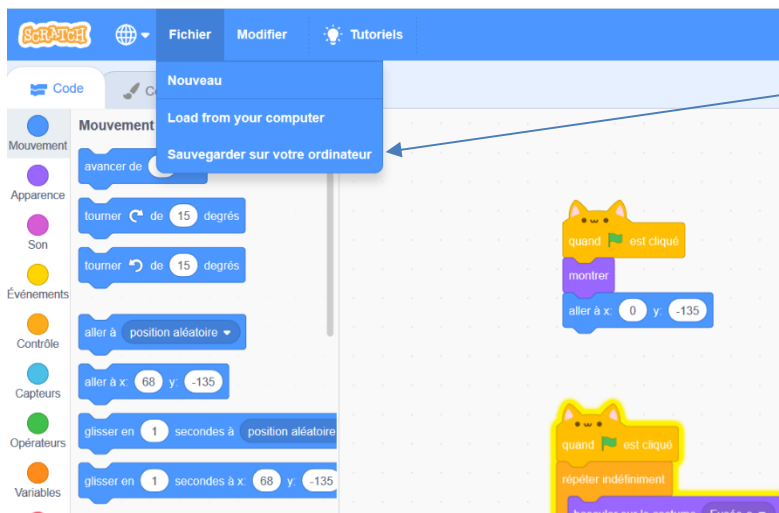 SCRATCH Fichier Modifier Tutoriels
Nouveau
Load from your computer
Sauvegarder sur votre ordinateur
Code
Mouvement
Apparence
Son
Événements
Contrôle
Capteurs
Opérateurs
Variables
Mouvement
avancer de
tourner de 15 degrés
tourner de 15 degrés
aller à position aléatoire
aller à x: 68 y: -135
glisser en 1 secondes à position aléatoire
glisser en 1 secondes à x: 68 y: -135
quand est cliqué
montrer
aller à x: 0 y: -135
quand est cliqué
répéter indéfiniment